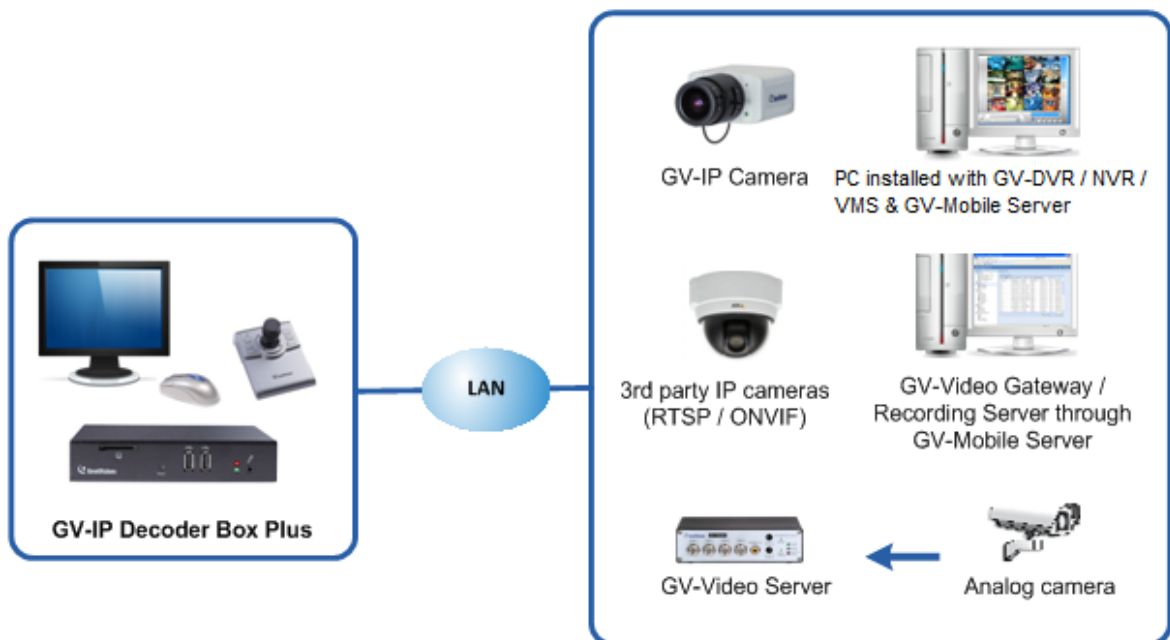 GV-IP Camera
PC installed with GV-DVR / NVR /
VMS & GV-Mobile Server
LAN
3rd party IP cameras
(RTSP / ONVIF)
GV-Video Gateway /
Recording Server through
GV-Mobile Server
GeoVision
GV-IP Decoder Box Plus
GV-Video Server
Analog camera